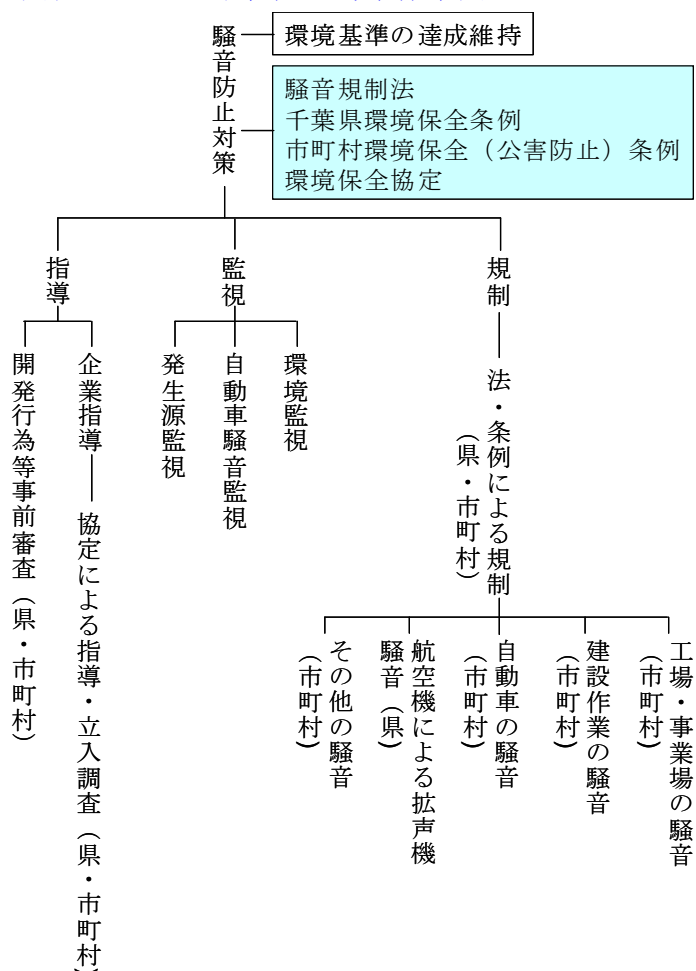 騒音防止対策
環境基準の達成維持
騒音規制法
千葉県環境保全条例
市町村環境保全(公害防止)条例
環境保全協定
規制
法・条例による規制
(県・市町村)
工場・事業場の騒音
(市町村)
建設作業の騒音
(市町村)
自動車の騒音
(市町村)
航空機による拡声機
騒音(県)
その他の騒音
(市町村)
監視
環境監視
自動車騒音監視
発生源監視
指導
企業指導
協定による指導・立入調査(県・市町村)
開発行為等事前審査(県・市町村)